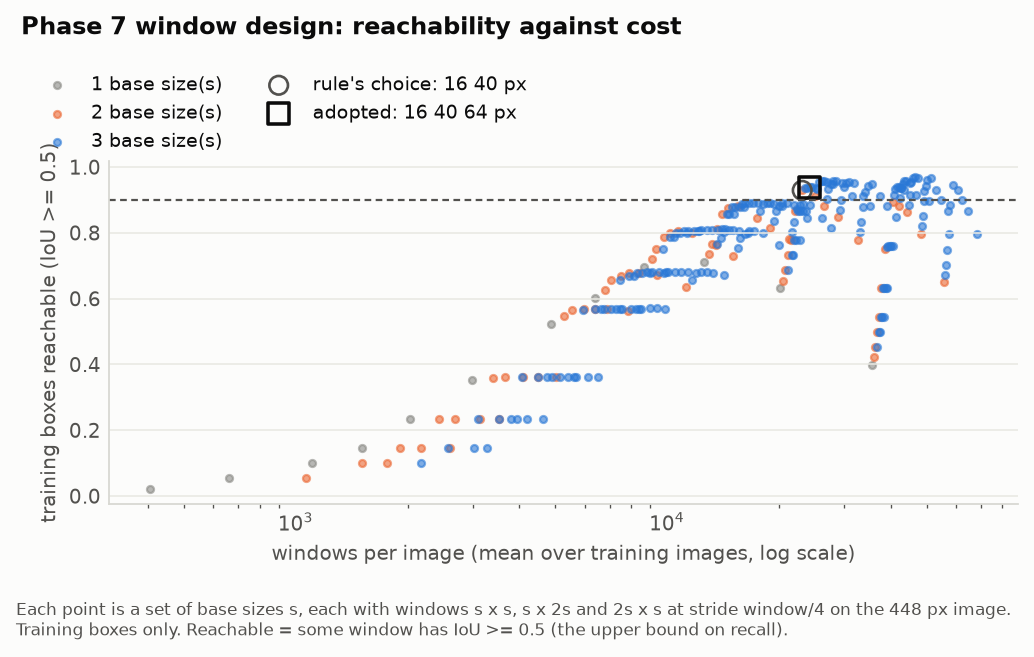 Phase 7 window design: reachability against cost
1 base size(s)
2 base size(s)
3 base size(s)
rule's choice: 16 40 px
adopted: 16 40 64 px
training boxes reachable (IoU >= 0.5)
1.0
0.8
0.6
0.4
0.2
0.0
10³
10⁴
windows per image (mean over training images, log scale)
Each point is a set of base sizes s, each with windows s x s, s x 2s and 2s x s at stride window/4 on the 448 px image.
Training boxes only. Reachable = some window has IoU >= 0.5 (the upper bound on recall).